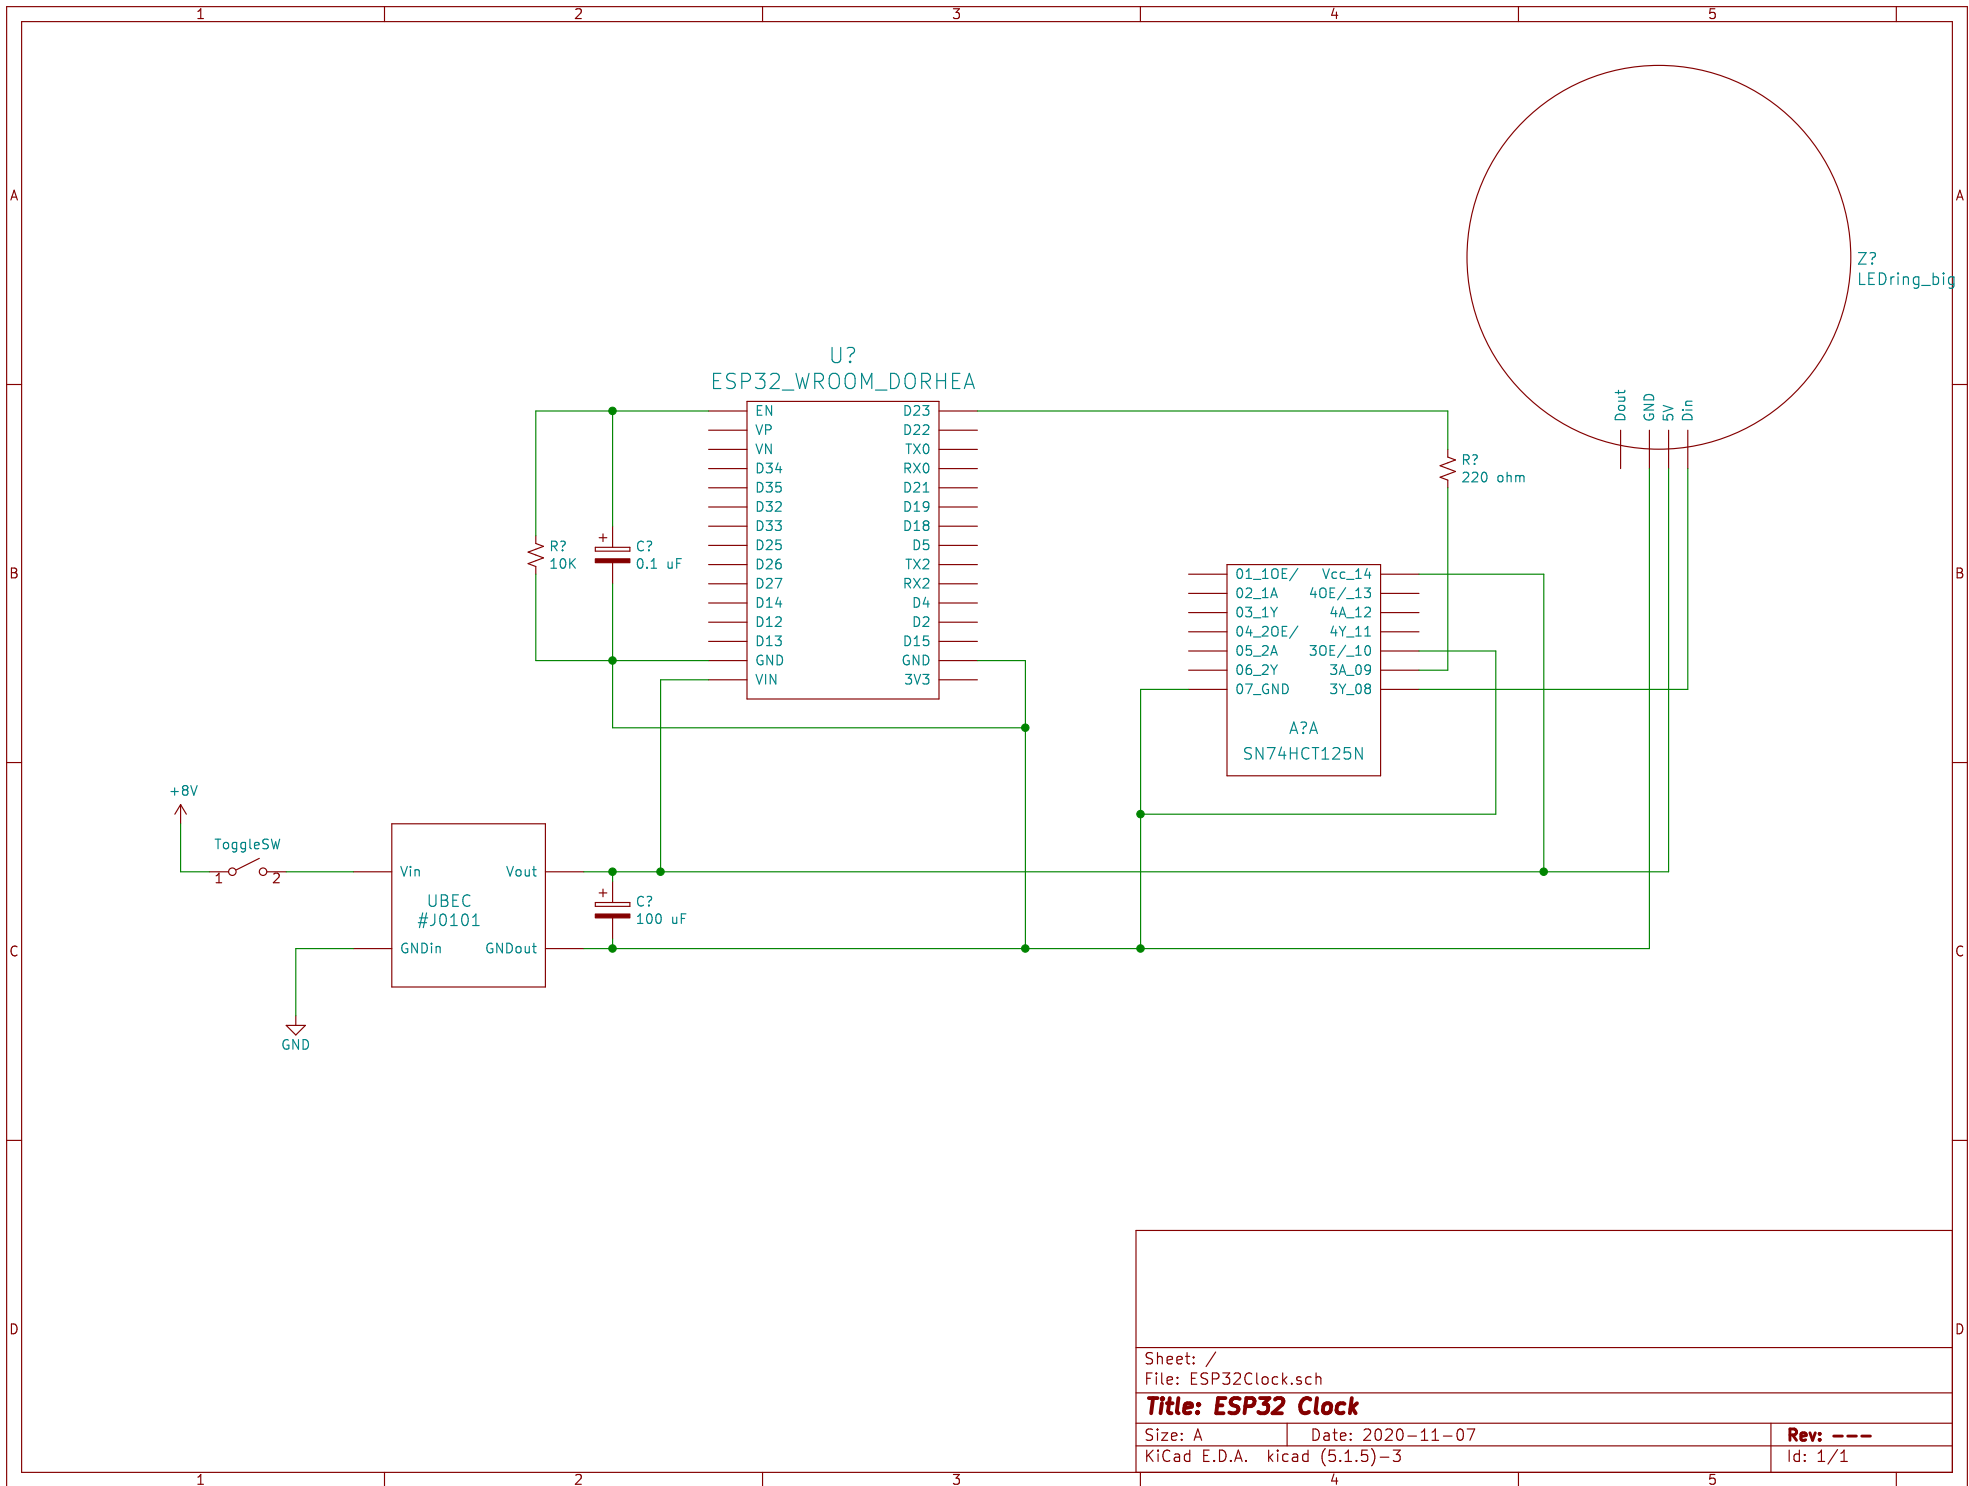 1 2 3 4 5
A A
B B
C C
D D
Z?
LEDring_big
Dout
GND
5V
Din
U?
ESP32_WROOM_DORHEA
EN D23
VP D22
VN TX0
D34 RX0
D35 D21
D32 D19
D33 D18
D25 D5
D26 TX2
D27 RX2
D14 D4
D12 D2
D13 D15
GND GND
VIN 3V3
R?
10K
+
C?
0.1 uF
R?
220 ohm
01_1OE/ Vcc_14
02_1A 4OE/_13
03_1Y 4A_12
04_2OE/ 4Y_11
05_2A 3OE/_10
06_2Y 3A_09
07_GND 3Y_08
A?A
SN74HCT125N
+8V
ToggleSW
1 2
Vin Vout
UBEC
#J0101
GNDin GNDout
+
C?
100 uF
GND
Sheet: /
File: ESP32Clock.sch
Title: ESP32 Clock
Size: A Date: 2020-11-07 Rev: ---
KiCad E.D.A. kicad (5.1.5)-3 Id: 1/1
1 2 3 4 5